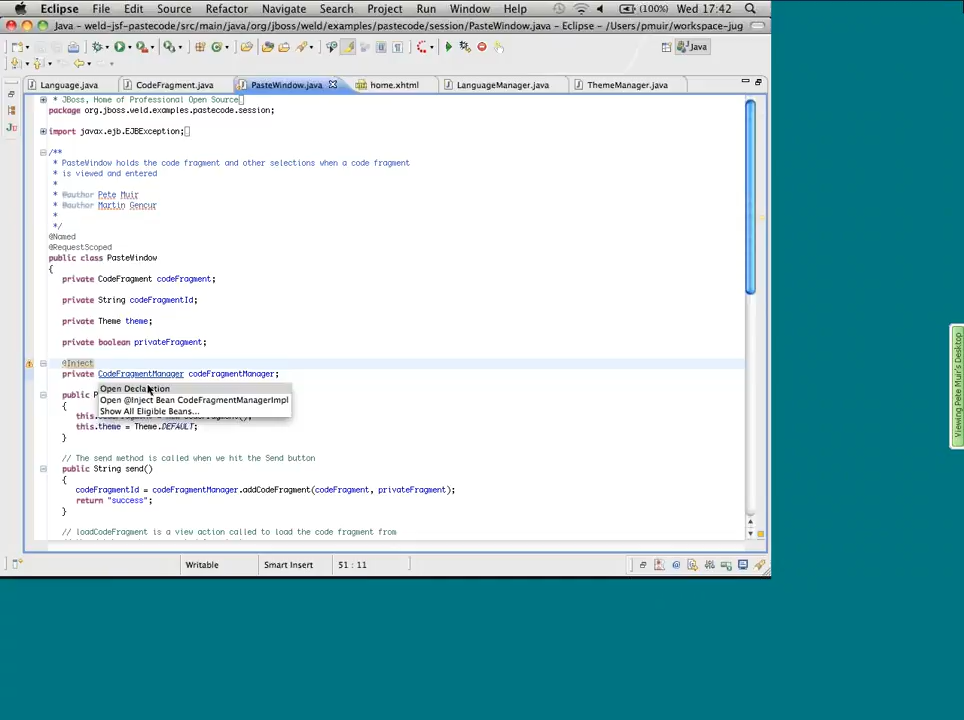 Eclipse File Edit Source Refactor Navigate Search Project Run Window Help (100%) Wed 17:42
Java – weld-jsf-pastecode/src/main/java/org/jboss/weld/examples/pastecode/session/PasteWindow.java – Eclipse – /Users/pmuir/workspace-jug
Java
Language.java CodeFragment.java PasteWindow.java home.xhtml LanguageManager.java ThemeManager.java
* JBoss, Home of Professional Open Source
package org.jboss.weld.examples.pastecode.session;
import javax.ejb.EJBException;
/**
* PasteWindow holds the code fragment and other selections when a code fragment
* is viewed and entered
*
* @author Pete Muir
* @author Martin Gencur
*
*/
@Named
@RequestScoped
public class PasteWindow
{
private CodeFragment codeFragment;
private String codeFragmentId;
private Theme theme;
private boolean privateFragment;
@Inject
private CodeFragmentManager codeFragmentManager;
Open Declaration
public P
Open @Inject Bean CodeFragmentManagerImpl
{
Show All Eligible Beans...
this.theme = Theme.DEFAULT;
}
// The send method is called when we hit the Send button
public String send()
{
codeFragmentId = codeFragmentManager.addCodeFragment(codeFragment, privateFragment);
return "success";
}
// loadCodeFragment is a view action called to load the code fragment from
Writable Smart Insert 51 : 11
Viewing Pete Muir's Desktop